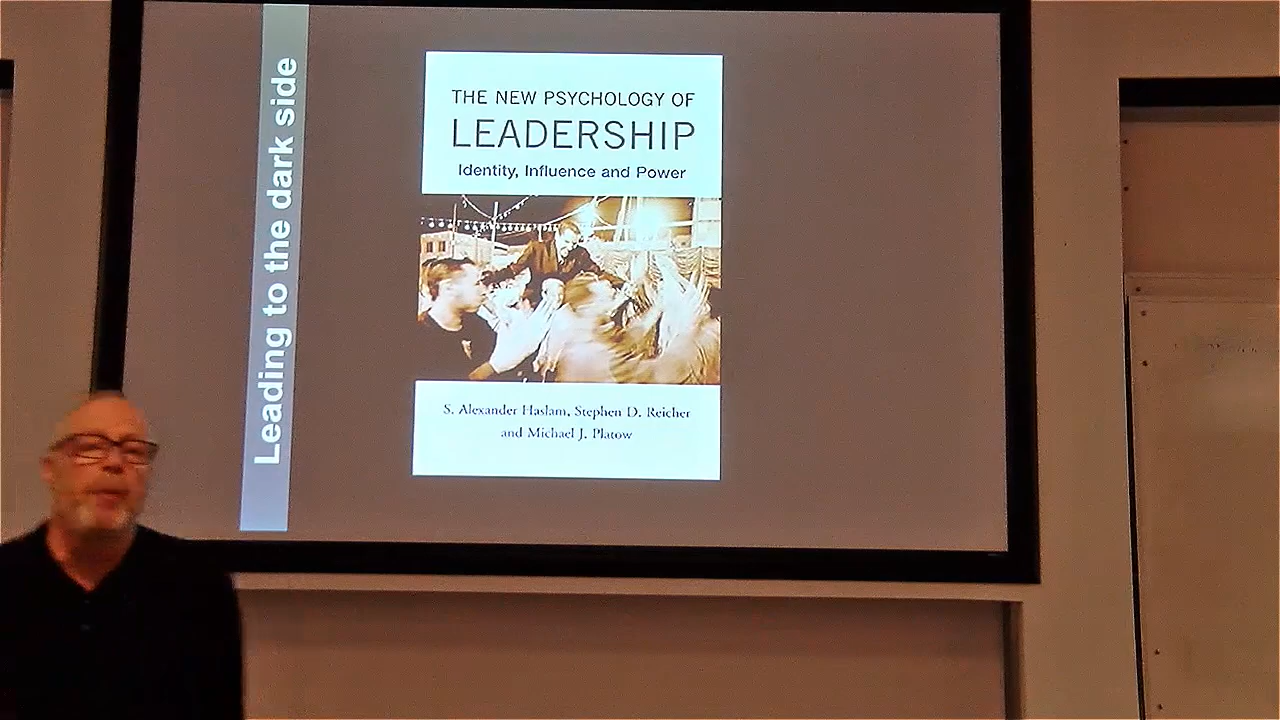 Leading to the dark side
THE NEW PSYCHOLOGY OF
LEADERSHIP
Identity, Influence and Power
S. Alexander Haslam, Stephen D. Reicher
and Michael J. Platow